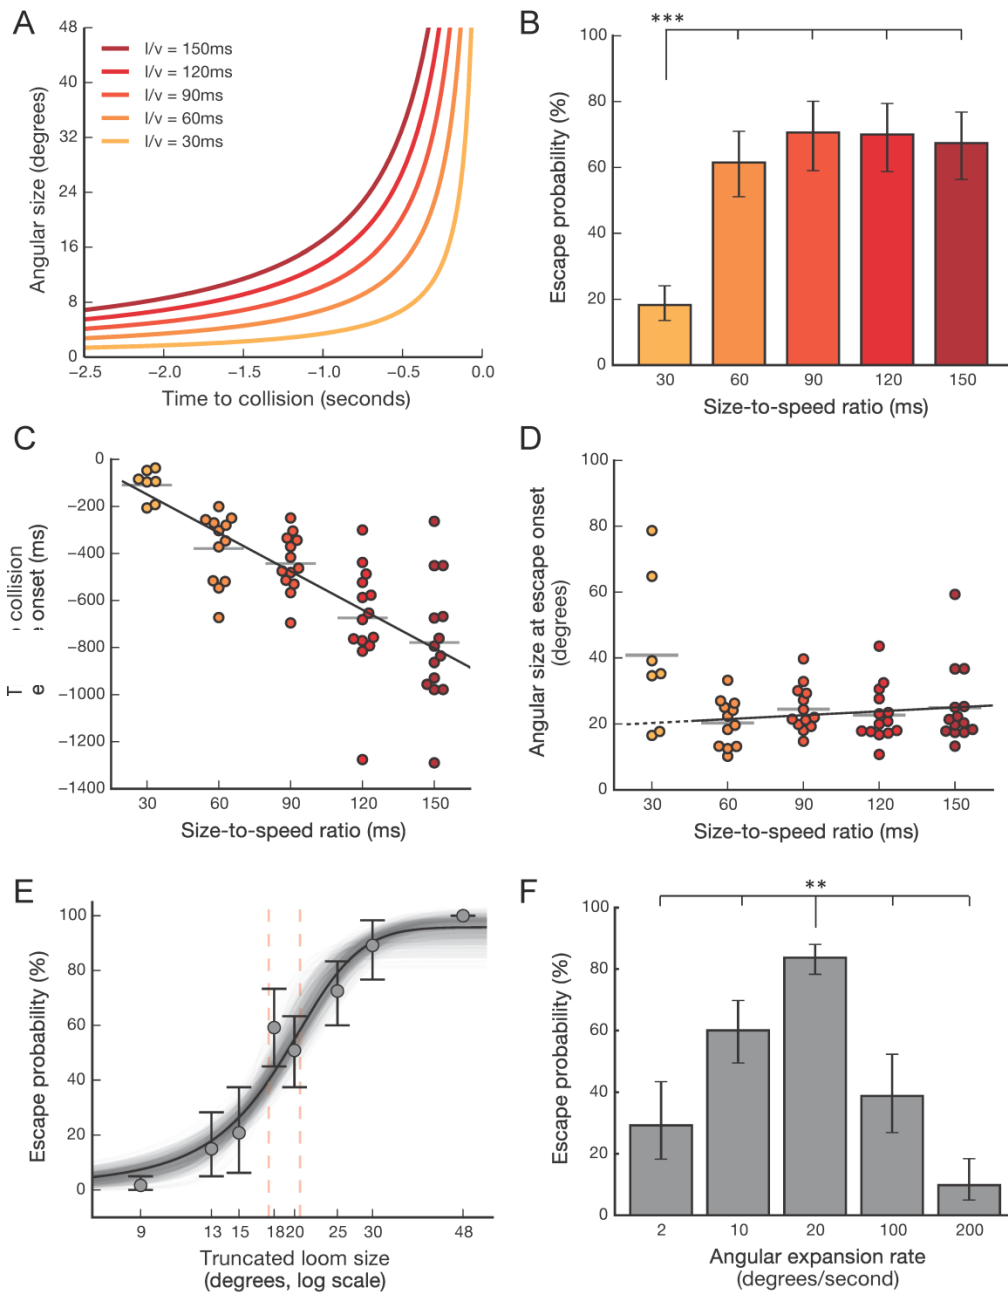 A
Angular size (degrees)
48
40
32
24
16
8
0
l/v = 150ms
l/v = 120ms
l/v = 90ms
l/v = 60ms
l/v = 30ms
−2.5
−2.0
−1.5
−1.0
−0.5
0.0
Time to collision (seconds)
B
***
Escape probability (%)
100
80
60
40
20
0
30
60
90
120
150
Size-to-speed ratio (ms)
C
collision
onset (ms)
0
−200
−400
−600
−800
−1000
−1200
−1400
30
60
90
120
150
Size-to-speed ratio (ms)
D
Angular size at escape onset
(degrees)
100
80
60
40
20
0
30
60
90
120
150
Size-to-speed ratio (ms)
E
Escape probability (%)
100
80
60
40
20
0
9
13
15
18
20
25
30
48
Truncated loom size
(degrees, log scale)
F
**
Escape probability (%)
100
80
60
40
20
0
2
10
20
100
200
Angular expansion rate
(degrees/second)